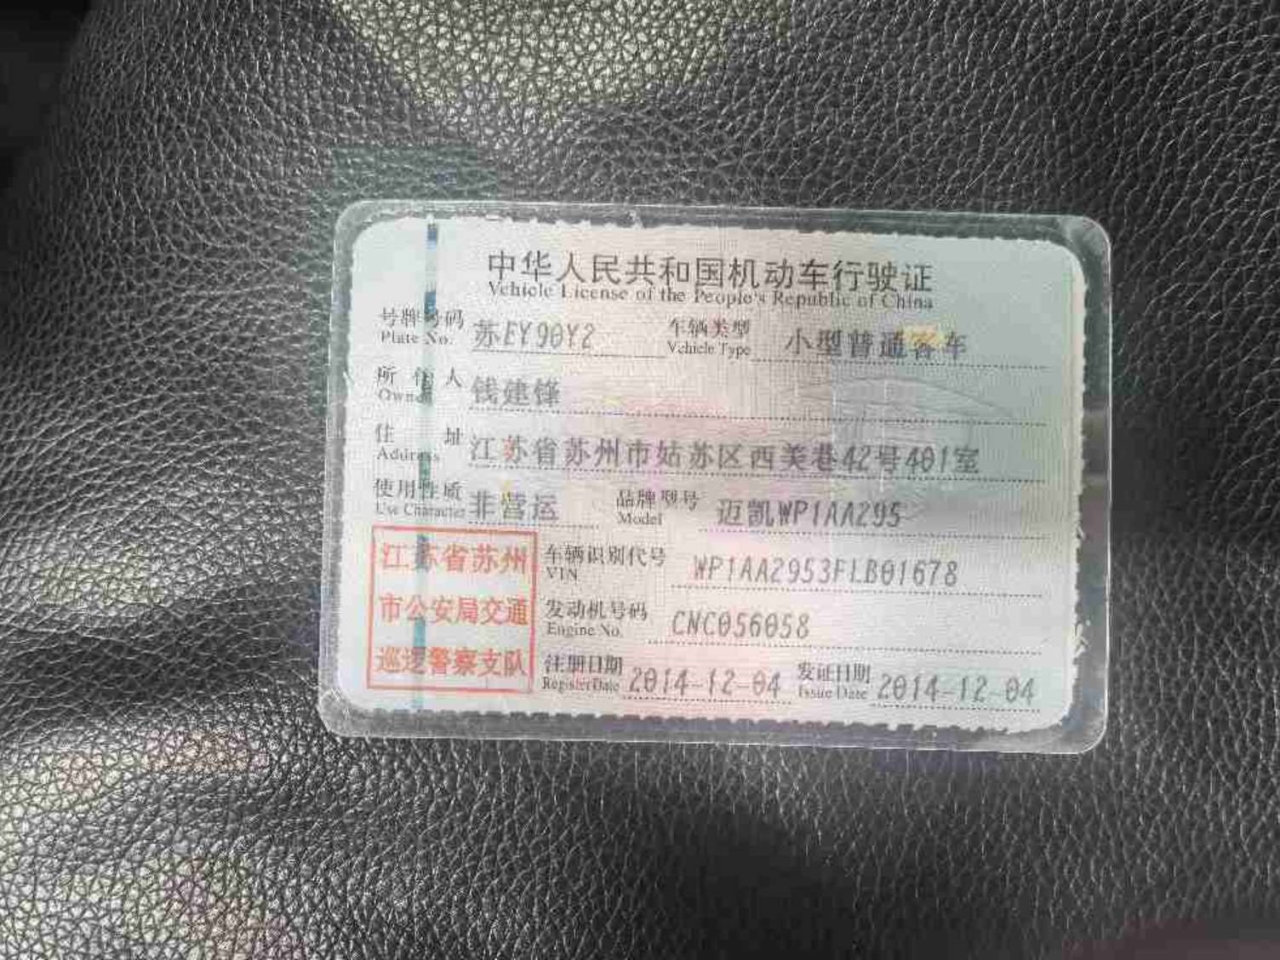 中华人民共和国机动车行驶证
Vehicle License of the People's Republic of China
号牌号码 苏EY90Y2 车辆类型 小型普通客车
Plate No. Vehicle Type
所有人 钱建锋
Owner
住址 江苏省苏州市姑苏区西美巷42号401室
Address
使用性质 非营运 品牌型号 迈凯WP1AA295
Use Character Model
江苏省苏州
市公安局交通
巡逻警察支队
车辆识别代号 WP1AA2953FLB01678
VIN
发动机号码 CNC056058
Engine No.
注册日期 2014-12-04 发证日期 2014-12-04
Register Date Issue Date